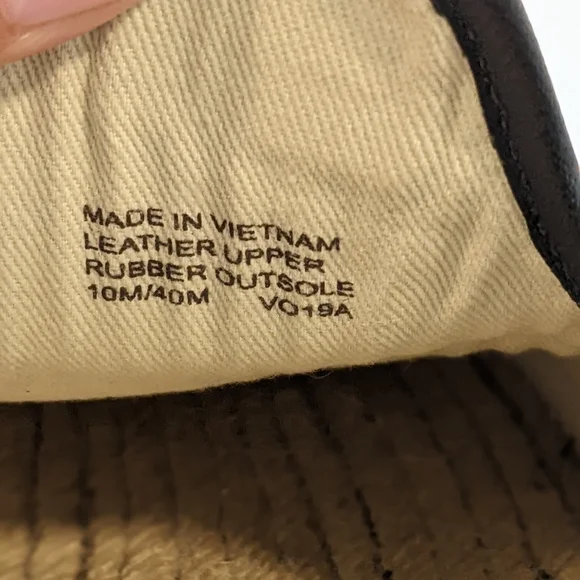 MADE IN VIETNAM
LEATHER UPPER
RUBBER OUTSOLE
10M/40M VO19A